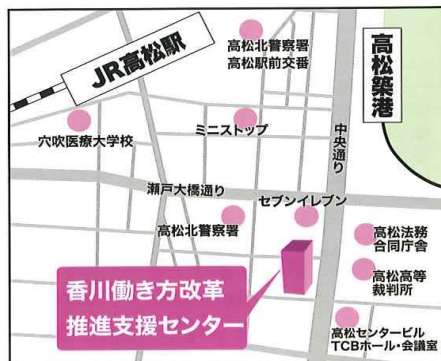 JR高松駅
高松北警察署
高松駅前交番
高松築港
穴吹医療大学校
ミニストップ
中央通り
瀬戸大橋通り
セブンイレブン
高松北警察署
高松法務
合同庁舎
香川働き方改革
推進支援センター
高松高等
裁判所
高松センタービル
TCBホール・会議室